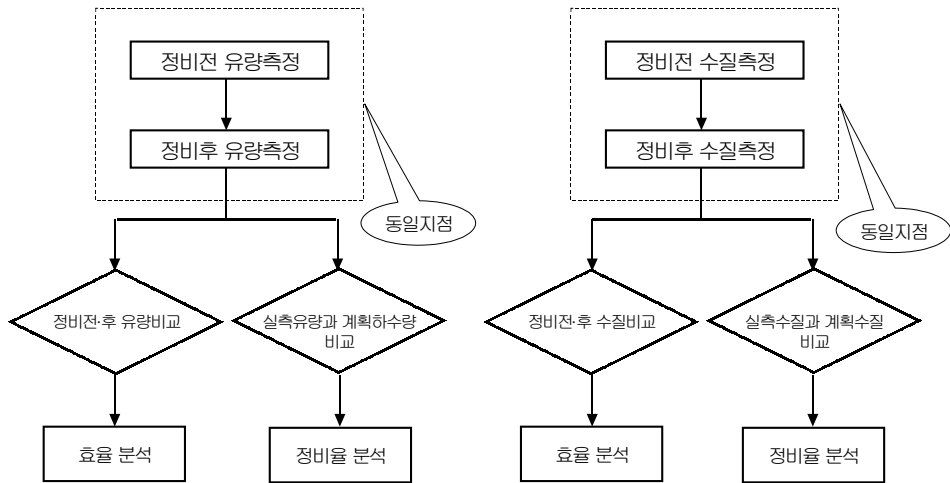 정비전 유량측정
정비후 유량측정
동일지점
정비전·후 유량비교
실측유량과 계획하수량
비교
효율 분석
정비율 분석
정비전 수질측정
정비후 수질측정
동일지점
정비전·후 수질비교
실측수질과 계획수질
비교
효율 분석
정비율 분석